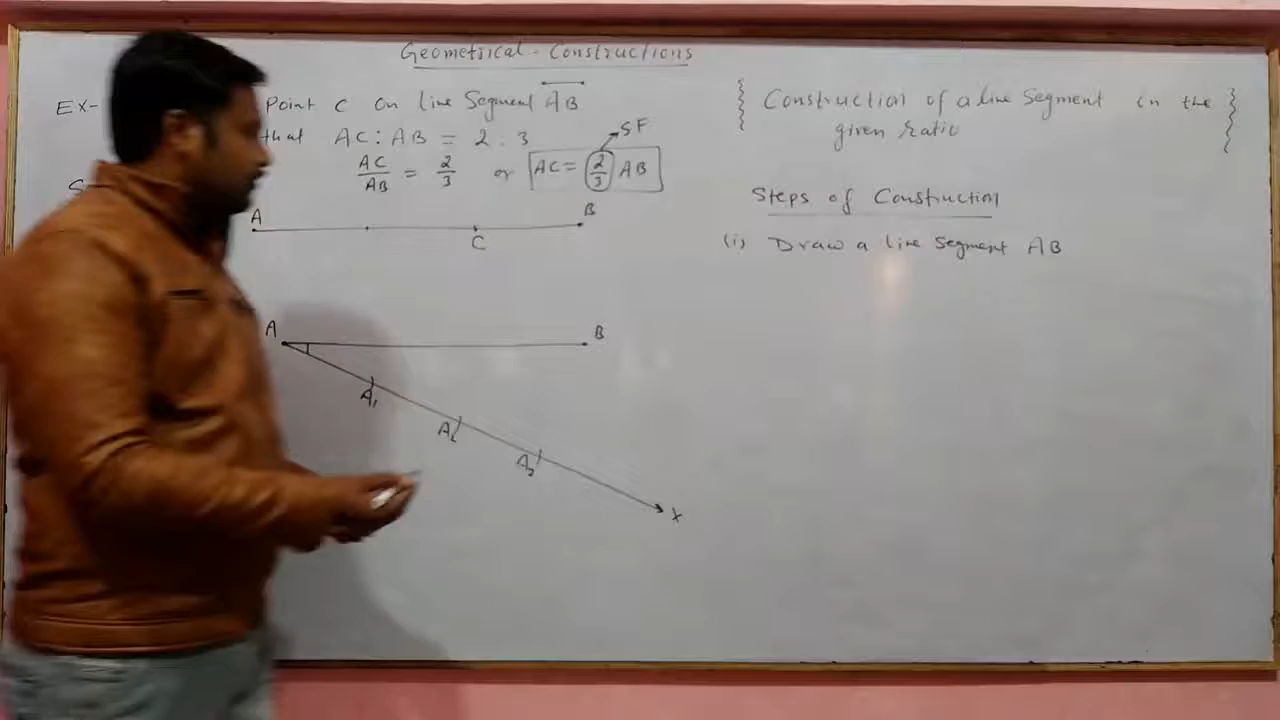 Geometrical - Constructions
Ex-
Point C on line Segment AB
that AC : AB = 2 : 3
AC/AB = 2/3 or AC = 2/3 AB
SF
S
A B
C
A B
A1
A2
A3
X
{ Construction of a line Segment in the
given ratio }
Steps of Construction
(i) Draw a line Segment AB